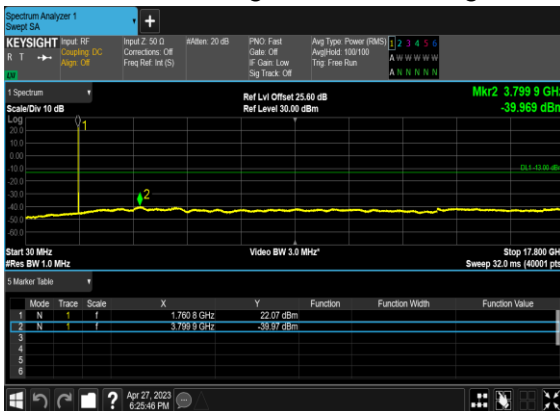 Spectrum Analyzer 1
Swept SA
KEYSIGHT Input: RF Input Z: 50 Ω #Atten: 20 dB PNO: Fast Avg Type: Power (RMS) 1 2 3 4 5 6
R T Coupling: DC Corrections: Off Gate: Off Avg|Hold: 100/100 A W W W W W
Align: Off Freq Ref: Int (S) IF Gain: Low Trig: Free Run
Sig Track: Off A N N N N N
1 Spectrum Ref Lvl Offset 25.60 dB Mkr2 3.799 9 GHz
Scale/Div 10 dB Ref Level 30.00 dBm -39.969 dBm
Log
20.0
10.0
0.00
-10.0
-20.0
-30.0
-40.0
-50.0
-60.0
1
2
DL1 -13.00 dBm
Start 30 MHz Video BW 3.0 MHz* Stop 17.800 GHz
#Res BW 1.0 MHz Sweep 32.0 ms (40001 pts)
5 Marker Table
Mode Trace Scale X Y Function Function Width Function Value
1 N 1 f 1.760 8 GHz 22.07 dBm
2 N 1 f 3.799 9 GHz -39.97 dBm
3
4
5
6
? Apr 27, 2023
6:25:46 PM